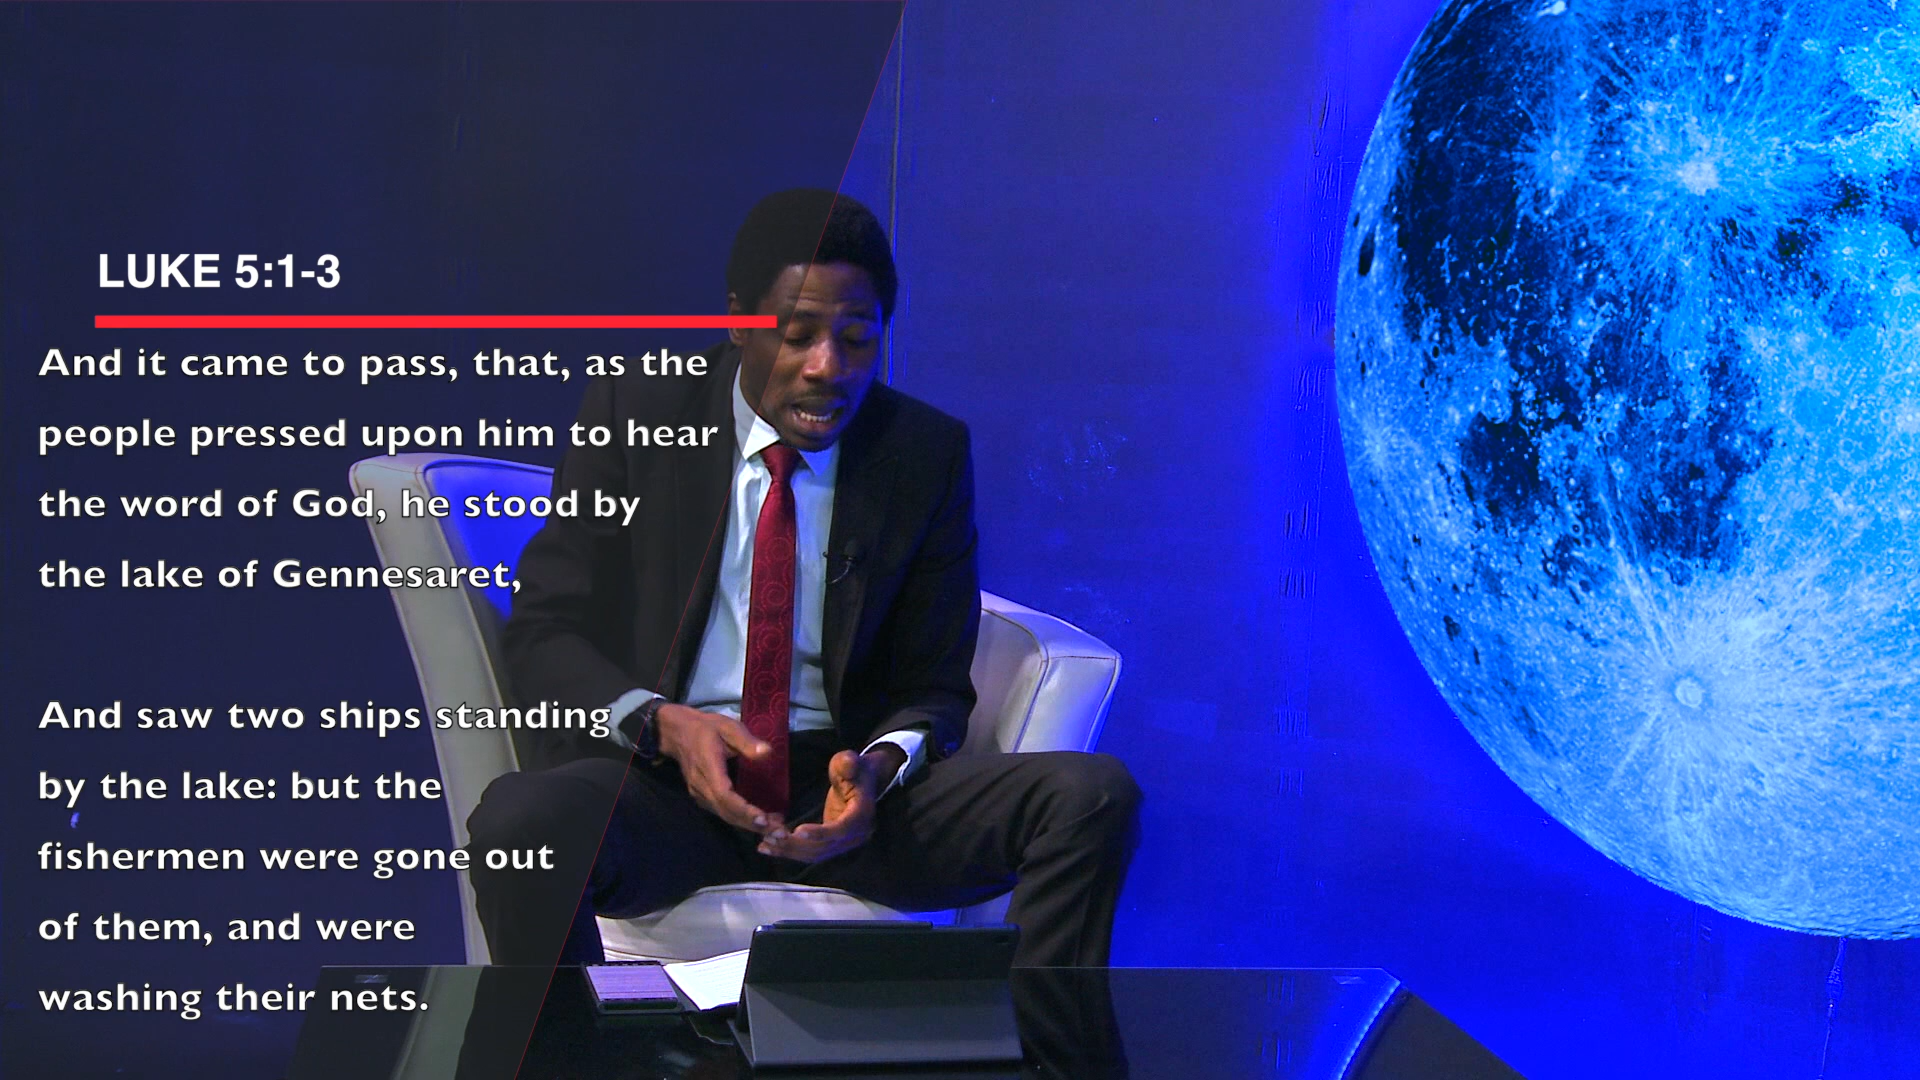 LUKE 5:1-3
And it came to pass, that, as the
people pressed upon him to hear
the word of God, he stood by
the lake of Gennesaret,
And saw two ships standing
by the lake: but the
fishermen were gone out
of them, and were
washing their nets.